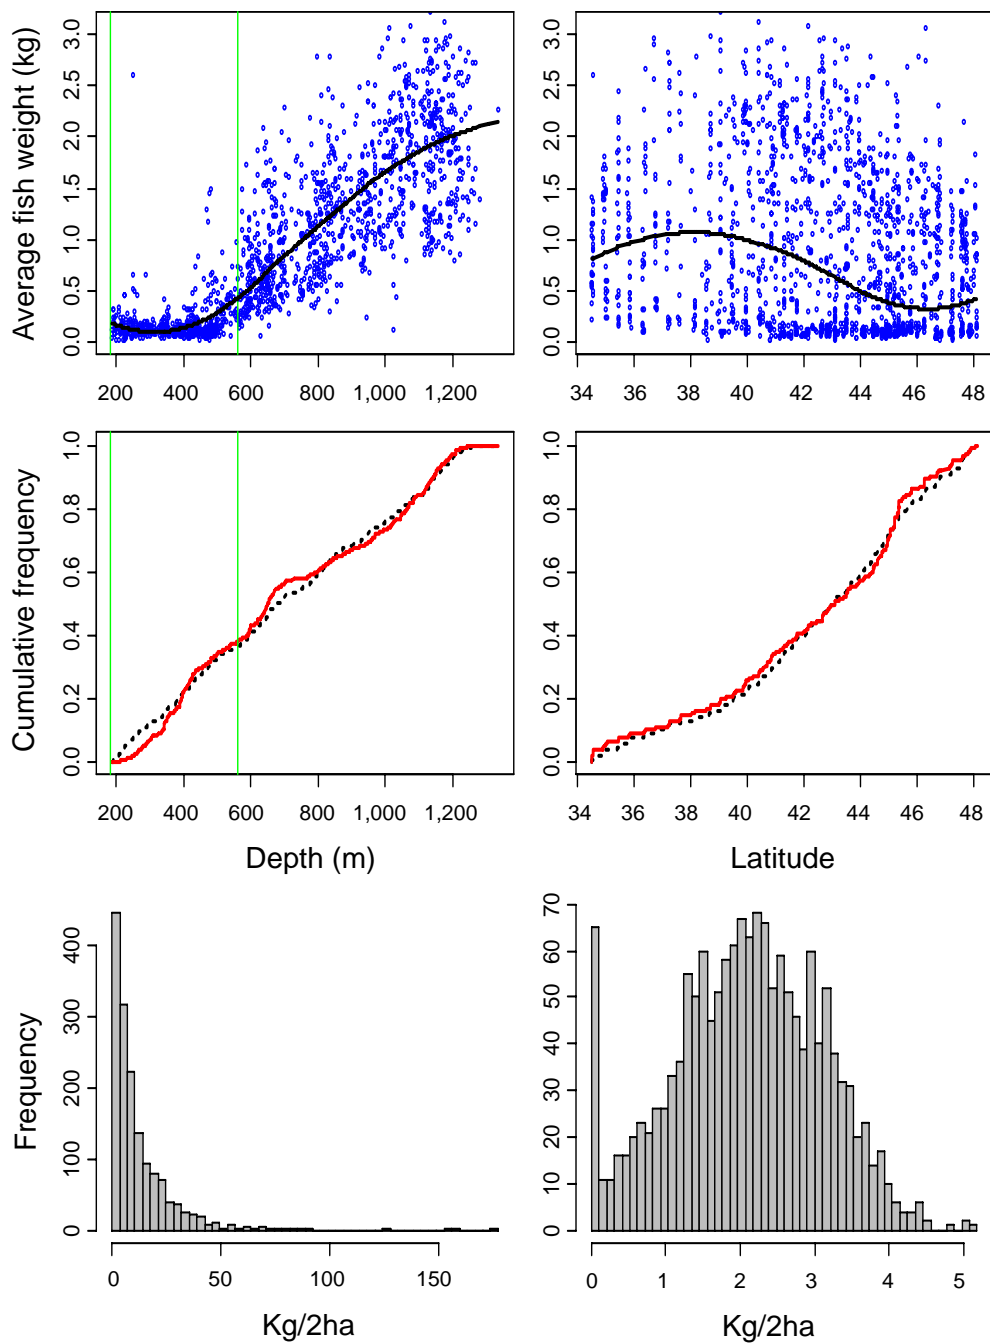 Average fish weight (kg)
0.0 0.5 1.0 1.5 2.0 2.5 3.0
200 400 600 800 1,000 1,200
0.0 0.5 1.0 1.5 2.0 2.5 3.0
34 36 38 40 42 44 46 48
Cumulative frequency
0.0 0.2 0.4 0.6 0.8 1.0
200 400 600 800 1,000 1,200
Depth (m)
0.0 0.2 0.4 0.6 0.8 1.0
34 36 38 40 42 44 46 48
Latitude
Frequency
0 100 200 300 400
0 50 100 150
Kg/2ha
0 10 20 30 40 50 60 70
0 1 2 3 4 5
Kg/2ha